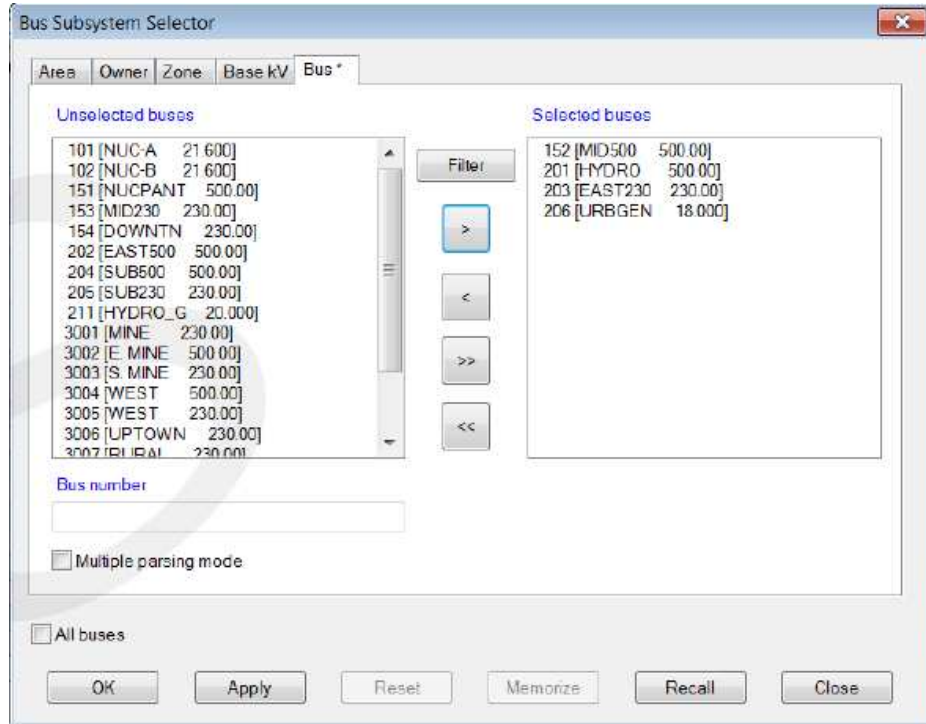 Bus Subsystem Selector
Area Owner Zone Base kV Bus *
Unselected buses
101 [NUC-A 21.600]
102 [NUC-B 21.600]
151 [NUCPANT 500.00]
153 [MID230 230.00]
154 [DOWNTN 230.00]
202 [EAST500 500.00]
204 [SUB500 500.00]
205 [SUB230 230.00]
211 [HYDRO_G 20.000]
3001 [MINE 230.00]
3002 [E. MINE 500.00]
3003 [S. MINE 230.00]
3004 [WEST 500.00]
3005 [WEST 230.00]
3006 [UPTOWN 230.00]
3007 [RURAL 230.00]
Filter
>
<
>>
<<
Selected buses
152 [MID500 500.00]
201 [HYDRO 500.00]
203 [EAST230 230.00]
206 [URBGEN 18.000]
Bus number
Multiple parsing mode
All buses
OK Apply Reset Memorize Recall Close